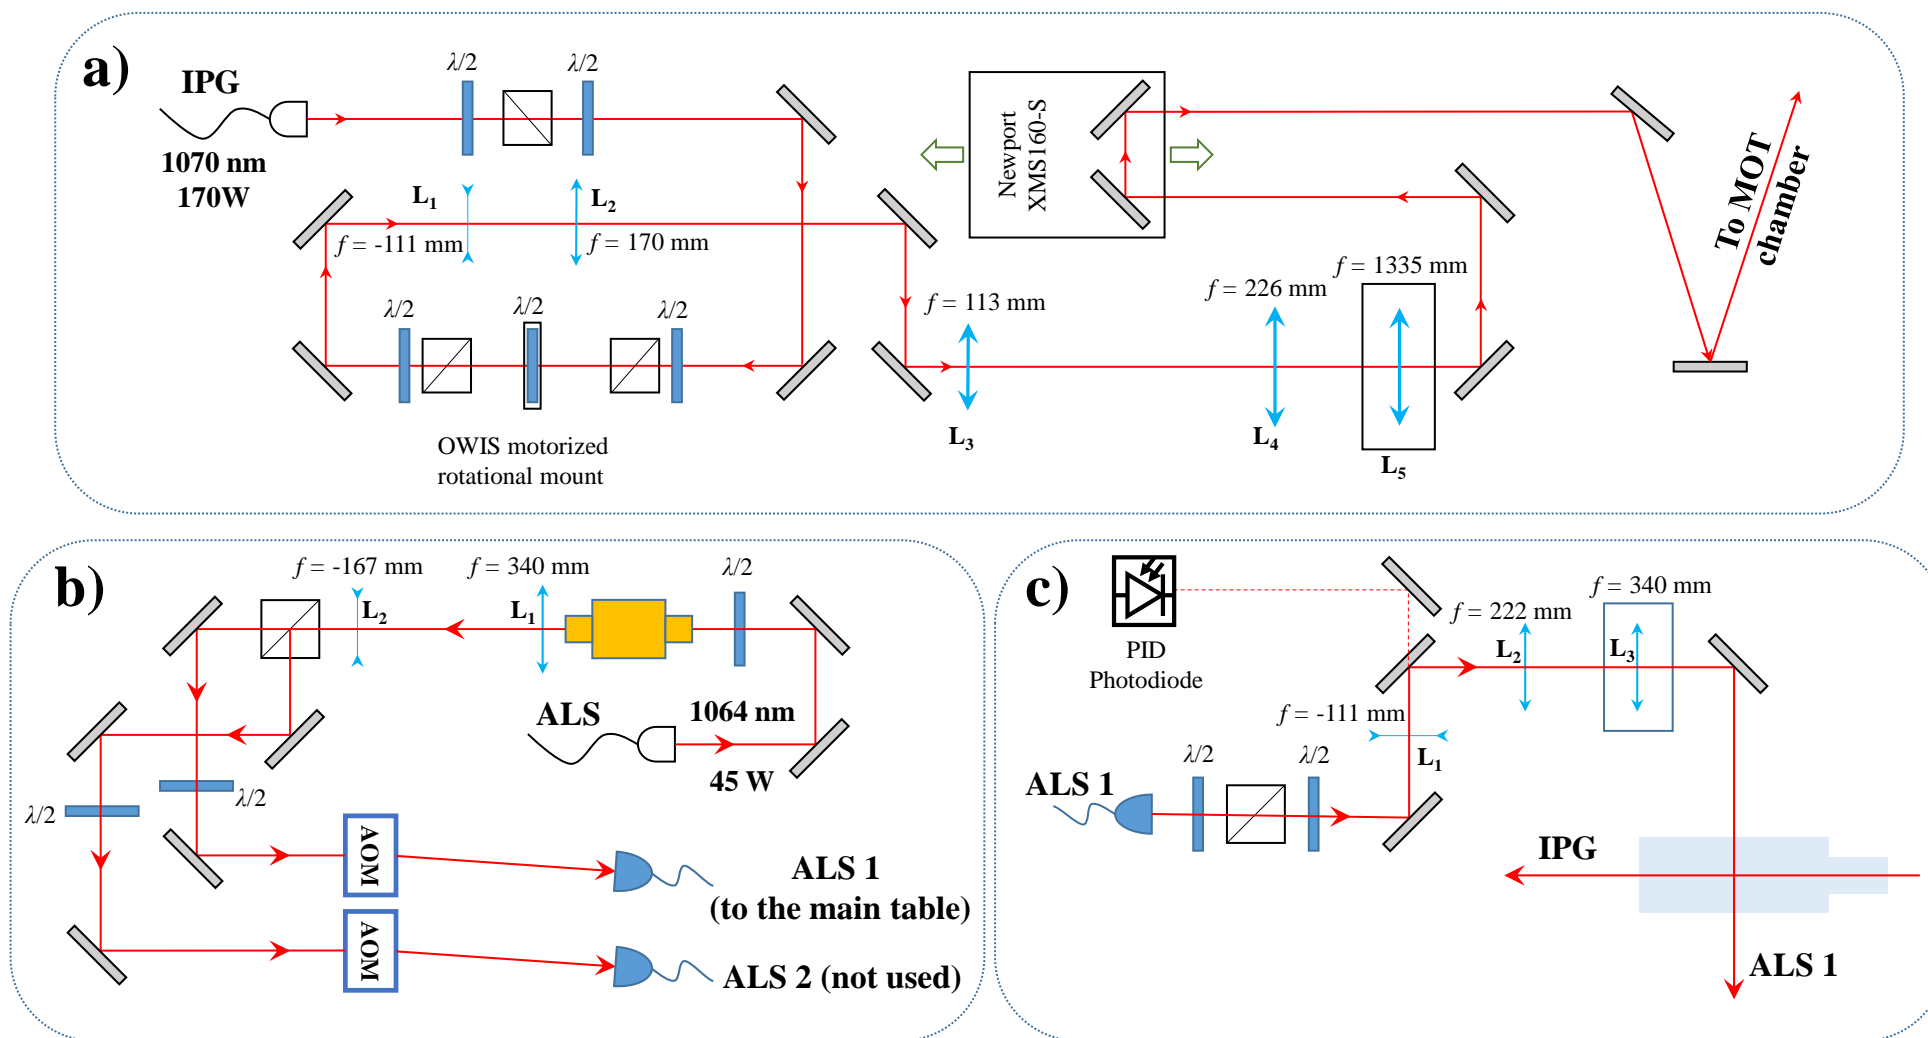 a)
IPG
1070 nm
170W
λ/2
λ/2
L1
f = -111 mm
L2
f = 170 mm
λ/2
λ/2
λ/2
OWIS motorized
rotational mount
Newport
XMS160-S
f = 113 mm
L3
f = 226 mm
L4
f = 1335 mm
L5
To MOT
chamber
b)
f = -167 mm
L2
f = 340 mm
L1
λ/2
ALS
1064 nm
45 W
λ/2
λ/2
AOM
ALS 1
(to the main table)
AOM
ALS 2 (not used)
c)
PID
Photodiode
f = 222 mm
L2
f = 340 mm
L3
f = -111 mm
L1
ALS 1
λ/2
λ/2
IPG
ALS 1